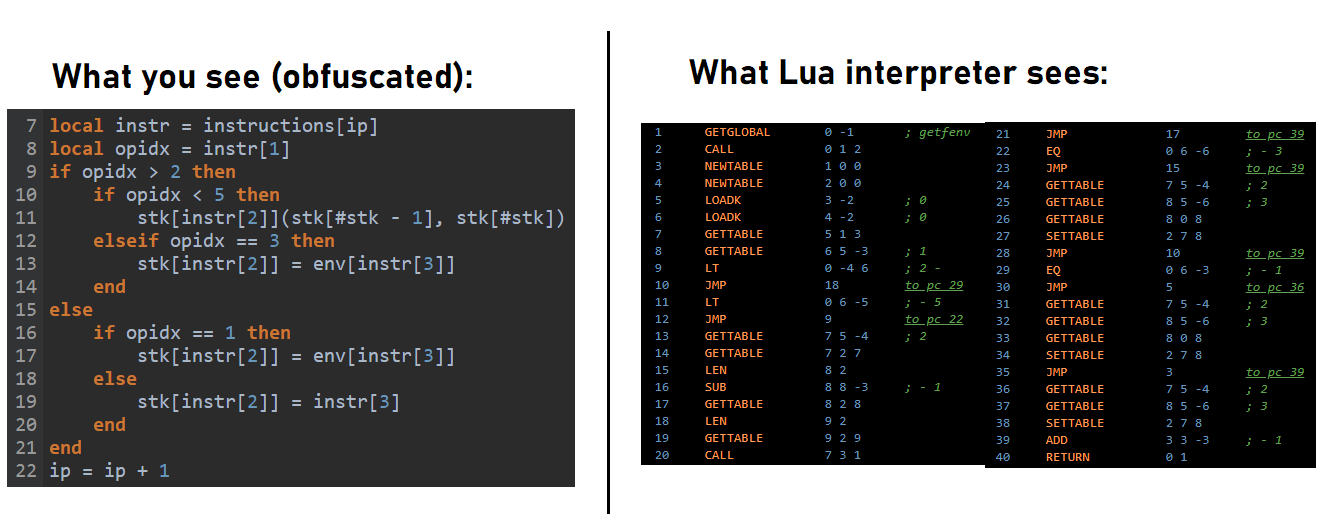 What you see (obfuscated):
7 local instr = instructions[ip]
8 local opidx = instr[1]
9 if opidx > 2 then
10 if opidx < 5 then
11 stk[instr[2]](stk[#stk - 1], stk[#stk])
12 elseif opidx == 3 then
13 stk[instr[2]] = env[instr[3]]
14 end
15 else
16 if opidx == 1 then
17 stk[instr[2]] = env[instr[3]]
18 else
19 stk[instr[2]] = instr[3]
20 end
21 end
22 ip = ip + 1
What Lua interpreter sees:
1 GETGLOBAL 0 -1 ; getfenv
2 CALL 0 1 2
3 NEWTABLE 1 0 0
4 NEWTABLE 2 0 0
5 LOADK 3 -2 ; 0
6 LOADK 4 -2 ; 0
7 GETTABLE 5 1 3
8 GETTABLE 6 5 -3 ; 1
9 LT 0 -4 6 ; 2 -
10 JMP 18 to pc 29
11 LT 0 6 -5 ; - 5
12 JMP 9 to pc 22
13 GETTABLE 7 5 -4 ; 2
14 GETTABLE 7 2 7
15 LEN 8 2
16 SUB 8 8 -3 ; - 1
17 GETTABLE 8 2 8
18 LEN 9 2
19 GETTABLE 9 2 9
20 CALL 7 3 1
21 JMP 17 to pc 39
22 EQ 0 6 -6 ; - 3
23 JMP 15 to pc 39
24 GETTABLE 7 5 -4 ; 2
25 GETTABLE 8 5 -6 ; 3
26 GETTABLE 8 0 8
27 SETTABLE 2 7 8
28 JMP 10 to pc 39
29 EQ 0 6 -3 ; - 1
30 JMP 5 to pc 36
31 GETTABLE 7 5 -4 ; 2
32 GETTABLE 8 5 -6 ; 3
33 GETTABLE 8 0 8
34 SETTABLE 2 7 8
35 JMP 3 to pc 39
36 GETTABLE 7 5 -4 ; 2
37 GETTABLE 8 5 -6 ; 3
38 SETTABLE 2 7 8
39 ADD 3 3 -3 ; - 1
40 RETURN 0 1